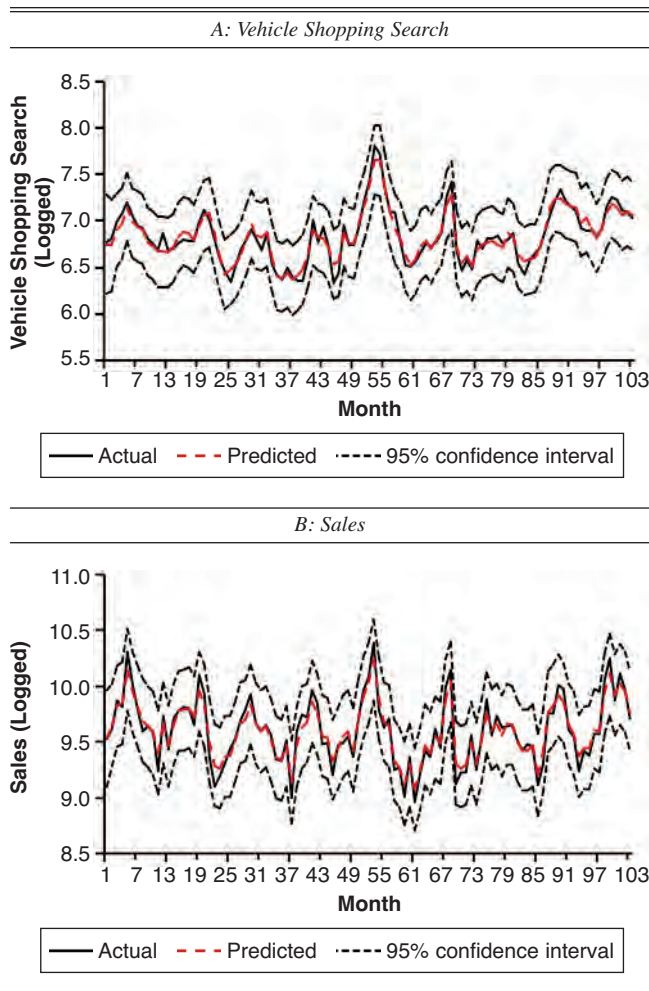 A: Vehicle Shopping Search
Vehicle Shopping Search
(Logged)
8.5
8.0
7.5
7.0
6.5
6.0
5.5
1 7 13 19 25 31 37 43 49 55 61 67 73 79 85 91 97 103
Month
Actual Predicted 95% confidence interval
B: Sales
Sales (Logged)
11.0
10.5
10.0
9.5
9.0
8.5
1 7 13 19 25 31 37 43 49 55 61 67 73 79 85 91 97 103
Month
Actual Predicted 95% confidence interval